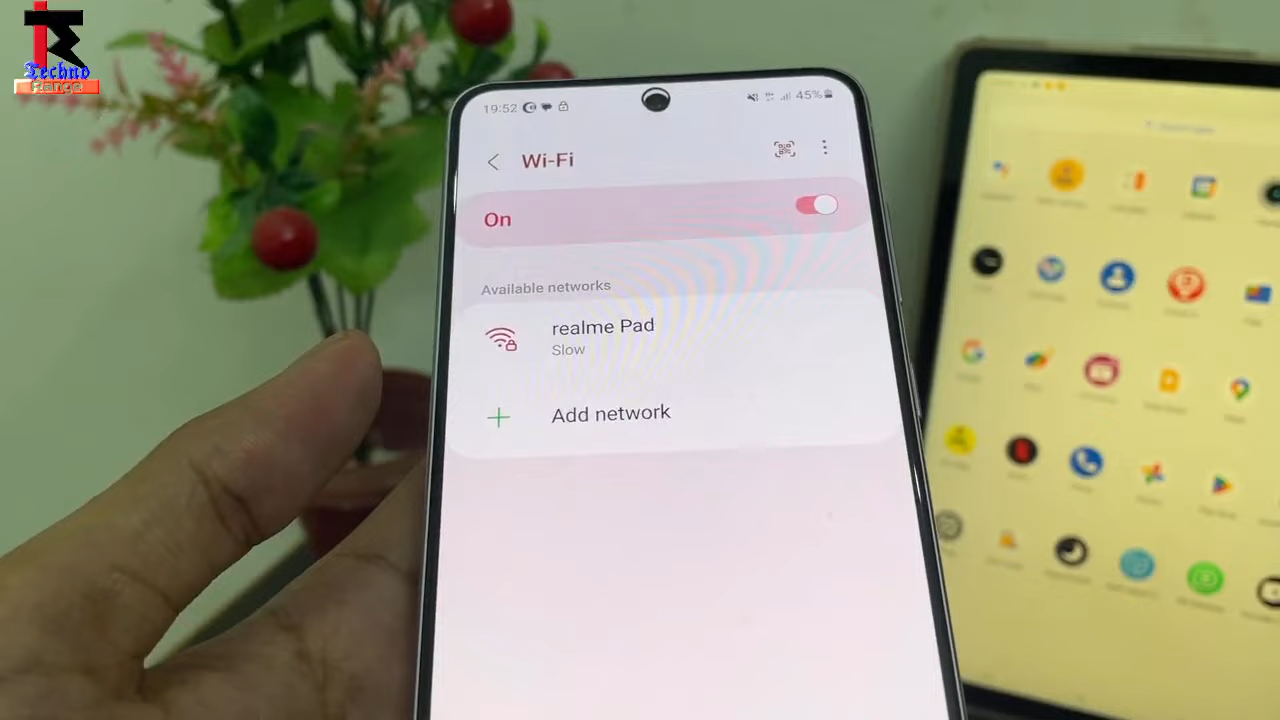 Techno
Range
19:52
45%
Wi-Fi
On
Available networks
realme Pad
Slow
Add network